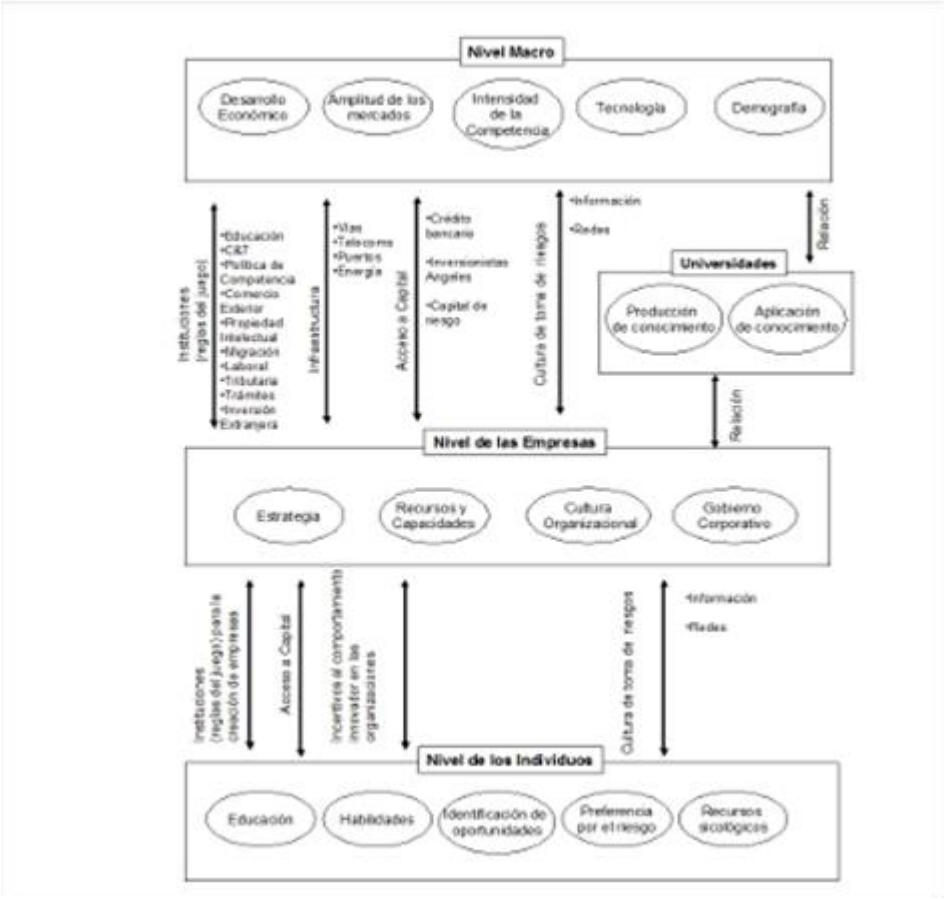 Nivel Macro
Desarrollo
Económico
Amplitud de los
mercados
Intensidad
de la
Competencia
Tecnología
Demografía
Instituciones
(reglas del juego)
•Educación
•C&T
•Política de
Competencia
•Comercio
Exterior
•Propiedad
Intelectual
•Migración
•Laboral
•Tributaria
•Trámites
•Inversión
Extranjera
Infraestructura
•Vías
•Telecoms
•Puertos
•Energía
Acceso a Capital
•Crédito
bancario
•Inversionistas
Angeles
•Capital de
riesgo
Cultura de toma de riesgos
•Información
•Redes
Relación
Universidades
Producción
de conocimiento
Aplicación
de conocimiento
Relación
Nivel de las Empresas
Estrategia
Recursos y
Capacidades
Cultura
Organizacional
Gobierno
Corporativo
Instituciones
(reglas del juego) para la
creación de empresas
Acceso a Capital
Incentivos al comportamiento
innovador en las
organizaciones
Cultura de toma de riesgos
•Información
•Redes
Nivel de los Individuos
Educación
Habilidades
Identificación de
oportunidades
Preferencia
por el riesgo
Recursos
sicológicos